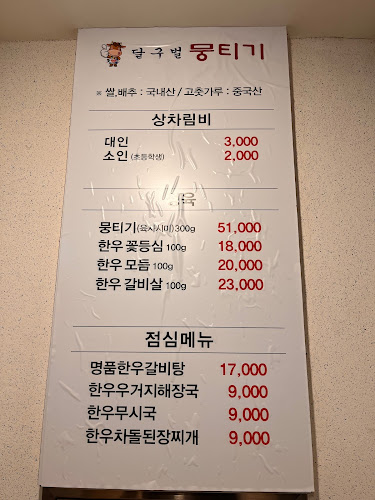 달구벌 뭉티기
※ 쌀,배추 : 국내산 / 고춧가루 : 중국산
상차림비
대인 3,000
소인 (초등학생) 2,000
육
뭉티기(육사시미)300g 51,000
한우 꽃등심 100g 18,000
한우 모듬 100g 20,000
한우 갈비살 100g 23,000
점심메뉴
명품한우갈비탕 17,000
한우우거지해장국 9,000
한우무시국 9,000
한우차돌된장찌개 9,000